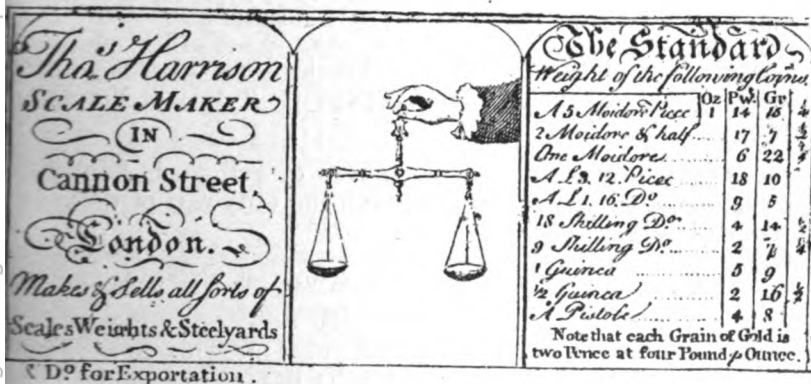 Thos. Harrison
SCALE MAKER
IN
Cannon Street,
London.
Makes & Sells all sorts of
Scales Weights & Steelyards
& Do. for Exportation.
The Standard
Weight of the following Coyns
Oz Pw. Gr
A 5 Moidore Piece 1 14 15 1/4
2 Moidore & half 17 7
One Moidore 6 22
A £ 3. 12. Piece 18 10
A £ 1. 16. Do. 9 5
18 Shilling Do. 4 14 1/2
9 Shilling Do. 2 7 1/4
1 Guinea 5 9
1/2 Guinea 2 16 1/2
A Pistole 4 8
Note that each Grain of Gold is
two Pence at four Pound p Ounce.